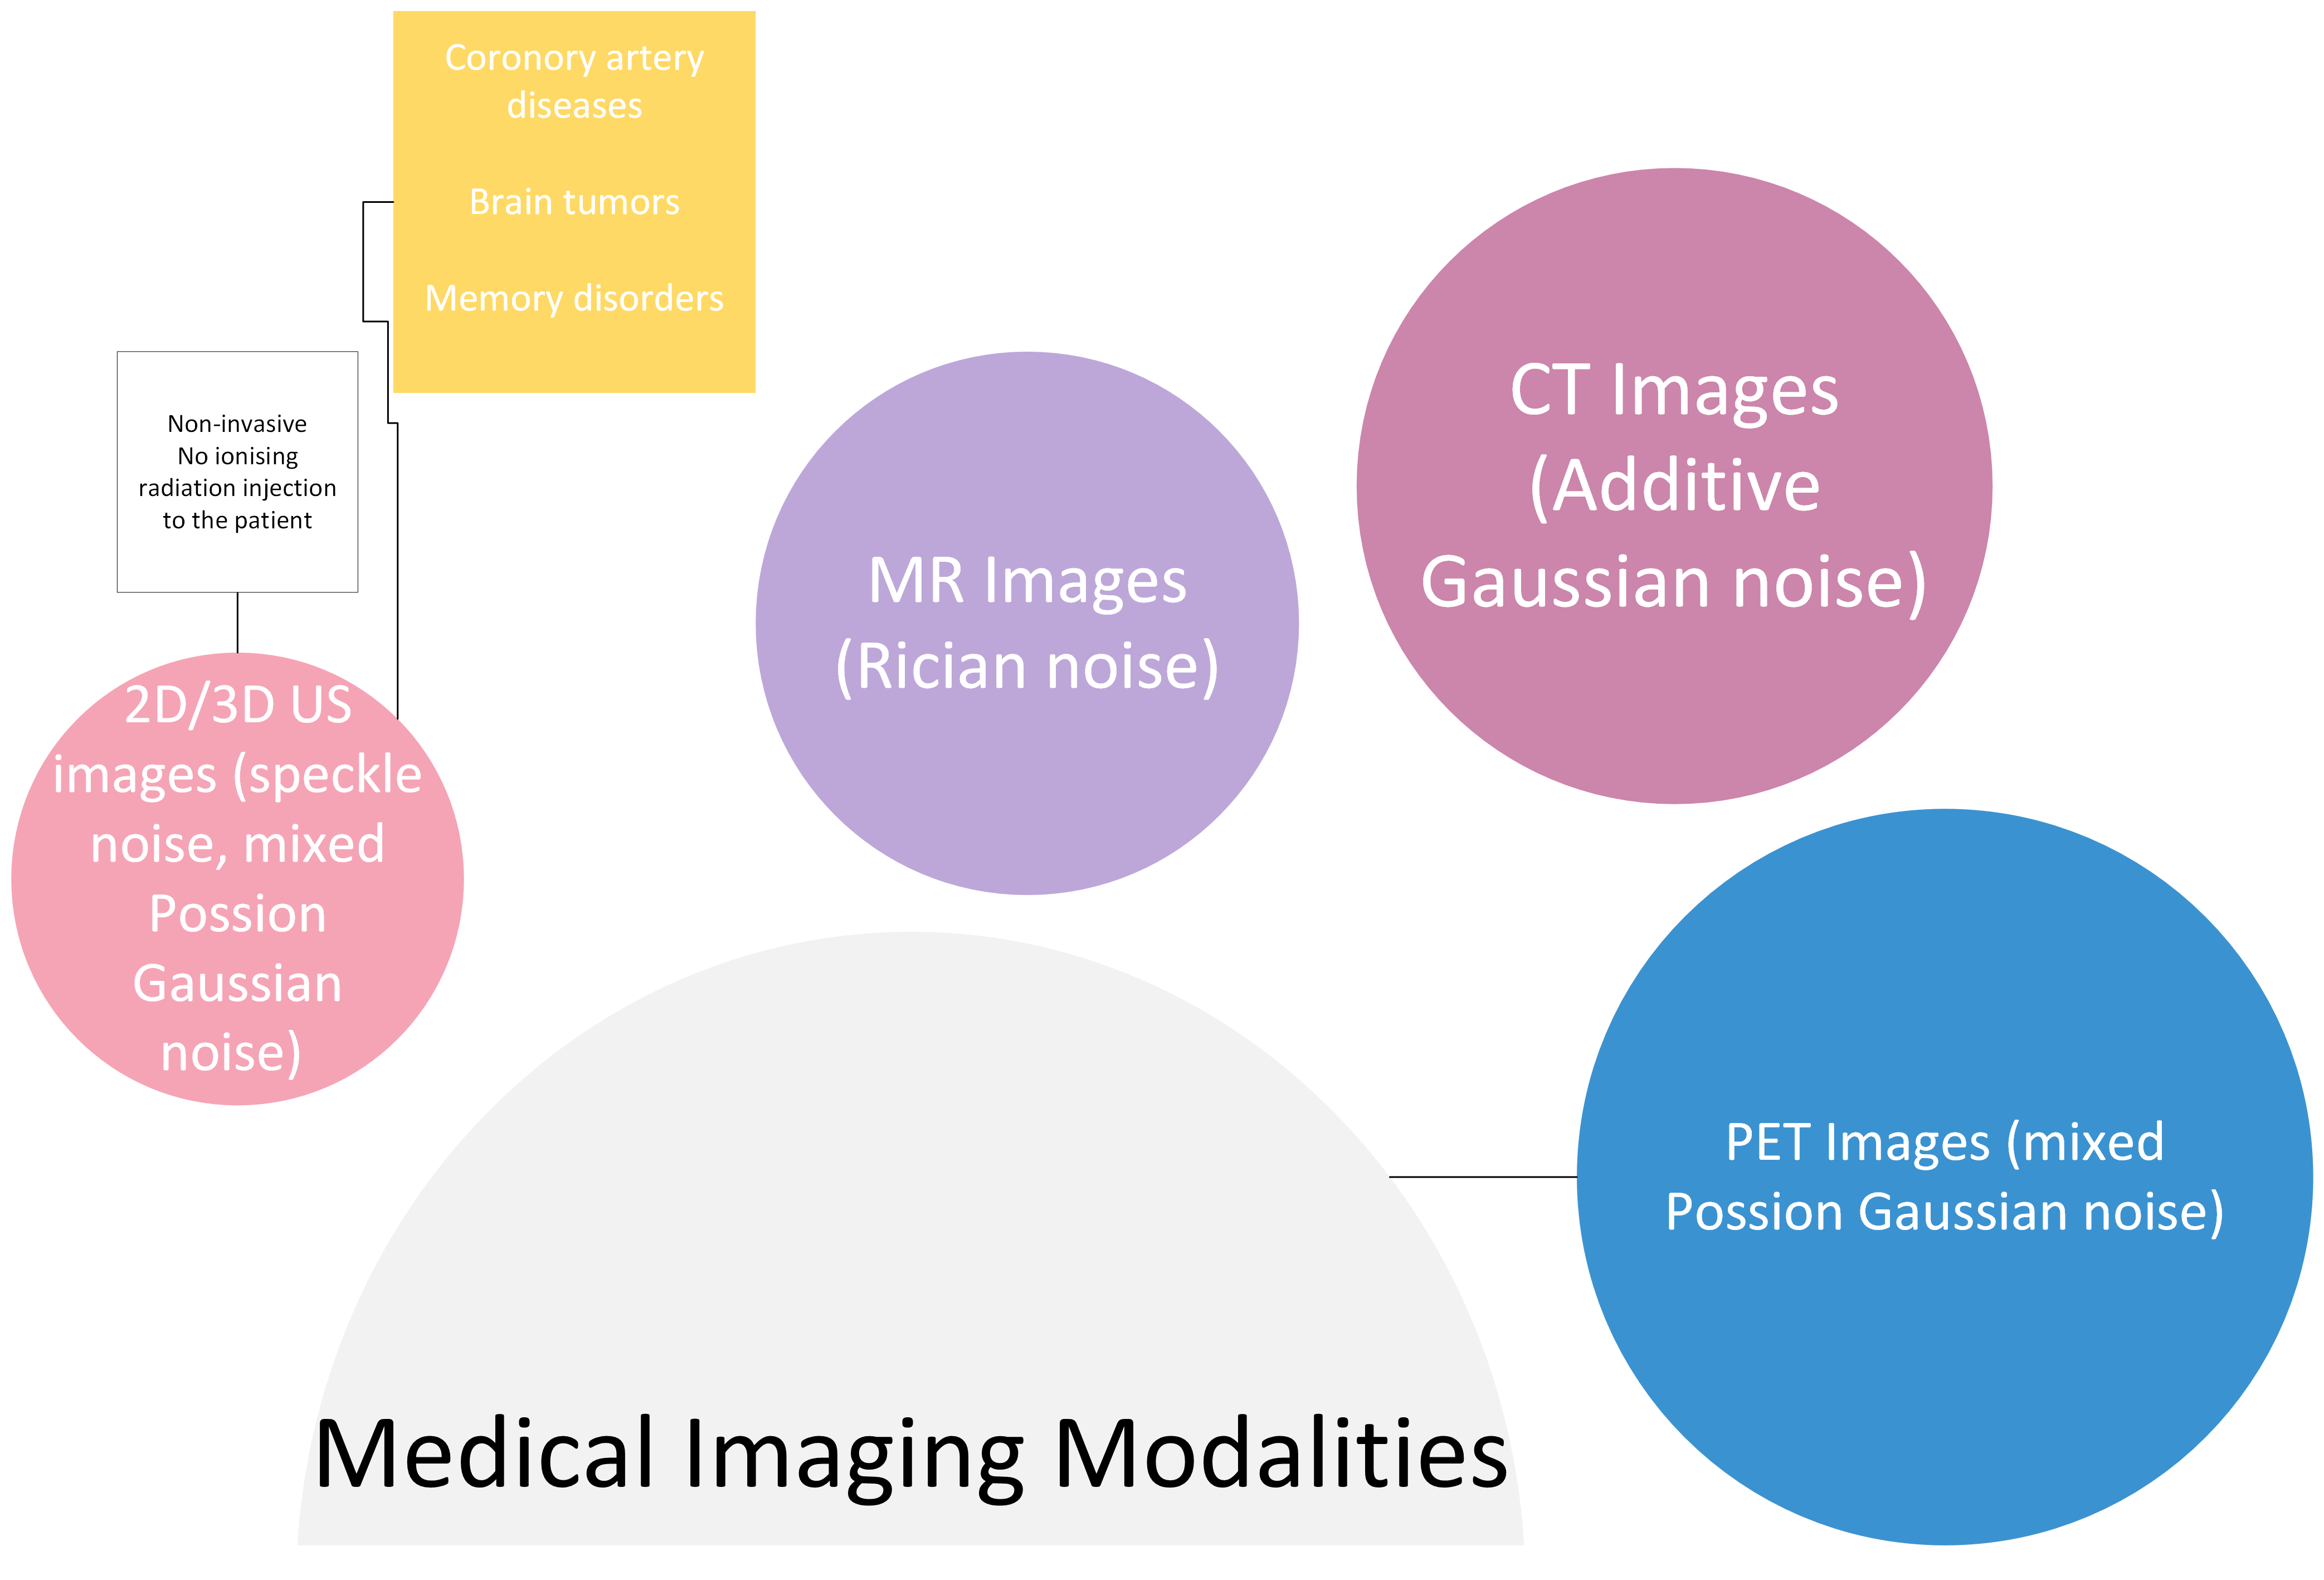 Coronory artery
diseases
Brain tumors
Memory disorders
Non-invasive
No ionising
radiation injection
to the patient
2D/3D US
images (speckle
noise, mixed
Possion
Gaussian
noise)
MR Images
(Rician noise)
CT Images
(Additive
Gaussian noise)
PET Images (mixed
Possion Gaussian noise)
Medical Imaging Modalities